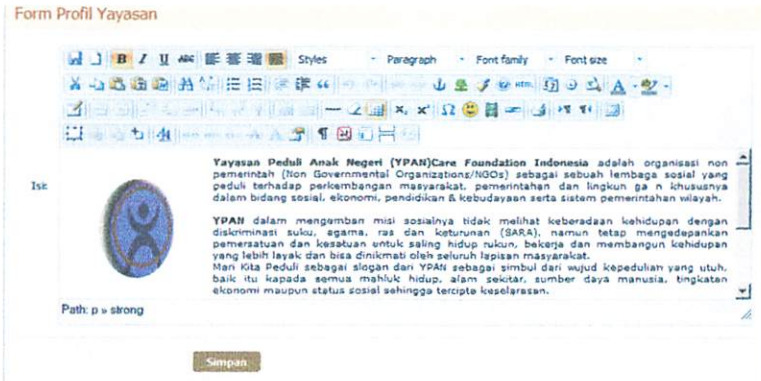 Form Profil Yayasan
B I U ABC Styles Paragraph Font family Font size
HTML A
Isi:
Yayasan Peduli Anak Negeri (YPAN)Care Foundation Indonesia adalah organisasi non
pemerintah (Non Governmental Organizations/NGOs) sebagai sebuah lembaga sosial yang
peduli terhadap perkembangan masyarakat, pemerintahan dan lingkun ga n khususnya
dalam bidang sosial, ekonomi, pendidikan & kebudayaan serta sistem pemerintahan wilayah.
YPAN dalam mengemban misi sosialnya tidak melihat keberadaan kehidupan dengan
diskriminasi suku, agama, ras dan keturunan (SARA), namun tetap mengedepankan
pemersatuan dan kesatuan untuk saling hidup rukun, bekerja dan membangun kehidupan
yang lebih layak dan bisa dinikmati oleh seluruh lapisan masyarakat.
Mari Kita Peduli sebagai slogan dari YPAN sebagai simbul dari wujud kepedulian yang utuh,
baik itu kapada semua mahluk hidup, alam sekitar, sumber daya manusia, tingkatan
ekonomi maupun status sosial sehingga tercipta keselarasan.
Path: p » strong
Simpan